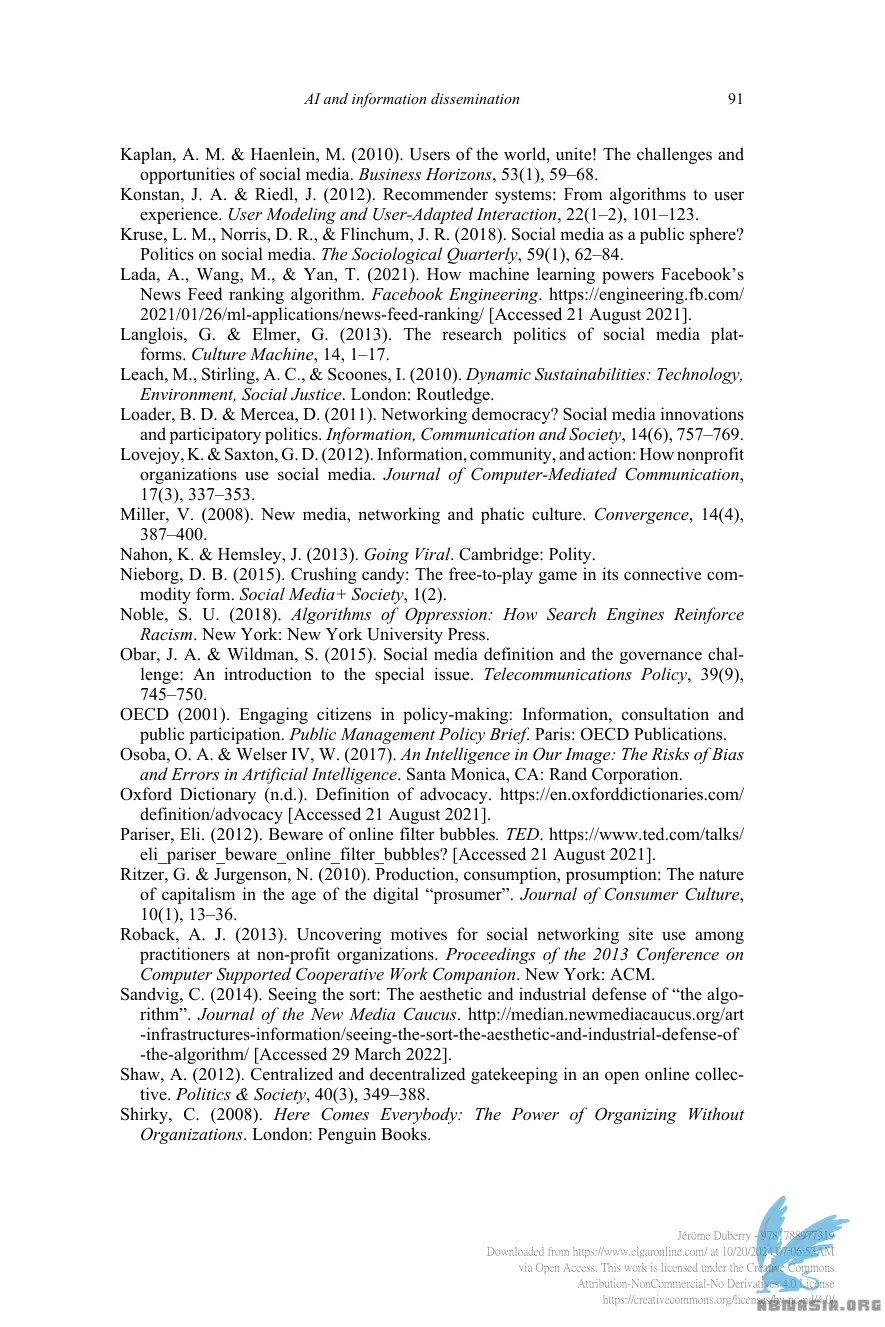 AI and information dissemination 91
Kaplan, A. M. & Haenlein, M. (2010). Users of the world, unite! The challenges and
opportunities of social media. Business Horizons, 53(1), 59–68.
Konstan, J. A. & Riedl, J. (2012). Recommender systems: From algorithms to user
experience. User Modeling and User-Adapted Interaction, 22(1–2), 101–123.
Kruse, L. M., Norris, D. R., & Flinchum, J. R. (2018). Social media as a public sphere?
Politics on social media. The Sociological Quarterly, 59(1), 62–84.
Lada, A., Wang, M., & Yan, T. (2021). How machine learning powers Facebook’s
News Feed ranking algorithm. Facebook Engineering. https://engineering.fb.com/
2021/01/26/ml-applications/news-feed-ranking/ [Accessed 21 August 2021].
Langlois, G. & Elmer, G. (2013). The research politics of social media plat-
forms. Culture Machine, 14, 1–17.
Leach, M., Stirling, A. C., & Scoones, I. (2010). Dynamic Sustainabilities: Technology,
Environment, Social Justice. London: Routledge.
Loader, B. D. & Mercea, D. (2011). Networking democracy? Social media innovations
and participatory politics. Information, Communication and Society, 14(6), 757–769.
Lovejoy, K. & Saxton, G. D. (2012). Information, community, and action: How nonprofit
organizations use social media. Journal of Computer-Mediated Communication,
17(3), 337–353.
Miller, V. (2008). New media, networking and phatic culture. Convergence, 14(4),
387–400.
Nahon, K. & Hemsley, J. (2013). Going Viral. Cambridge: Polity.
Nieborg, D. B. (2015). Crushing candy: The free-to-play game in its connective com-
modity form. Social Media+ Society, 1(2).
Noble, S. U. (2018). Algorithms of Oppression: How Search Engines Reinforce
Racism. New York: New York University Press.
Obar, J. A. & Wildman, S. (2015). Social media definition and the governance chal-
lenge: An introduction to the special issue. Telecommunications Policy, 39(9),
745–750.
OECD (2001). Engaging citizens in policy-making: Information, consultation and
public participation. Public Management Policy Brief. Paris: OECD Publications.
Osoba, O. A. & Welser IV, W. (2017). An Intelligence in Our Image: The Risks of Bias
and Errors in Artificial Intelligence. Santa Monica, CA: Rand Corporation.
Oxford Dictionary (n.d.). Definition of advocacy. https://en.oxforddictionaries.com/
definition/advocacy [Accessed 21 August 2021].
Pariser, Eli. (2012). Beware of online filter bubbles. TED. https://www.ted.com/talks/
eli_pariser_beware_online_filter_bubbles? [Accessed 21 August 2021].
Ritzer, G. & Jurgenson, N. (2010). Production, consumption, prosumption: The nature
of capitalism in the age of the digital “prosumer”. Journal of Consumer Culture,
10(1), 13–36.
Roback, A. J. (2013). Uncovering motives for social networking site use among
practitioners at non-profit organizations. Proceedings of the 2013 Conference on
Computer Supported Cooperative Work Companion. New York: ACM.
Sandvig, C. (2014). Seeing the sort: The aesthetic and industrial defense of “the algo-
rithm”. Journal of the New Media Caucus. http://median.newmediacaucus.org/art
-infrastructures-information/seeing-the-sort-the-aesthetic-and-industrial-defense-of
-the-algorithm/ [Accessed 29 March 2022].
Shaw, A. (2012). Centralized and decentralized gatekeeping in an open online collec-
tive. Politics & Society, 40(3), 349–388.
Shirky, C. (2008). Here Comes Everybody: The Power of Organizing Without
Organizations. London: Penguin Books.
Jérôme Duberry - 9781788977319
Downloaded from https://www.elgaronline.com/ at 10/20/2024 07:06:52AM
via Open Access. This work is licensed under the Creative Commons
Attribution-NonCommercial-No Derivatives 4.0 License
https://creativecommons.org/licenses/by-nc-nd/4.0/
ABNASIA.ORG